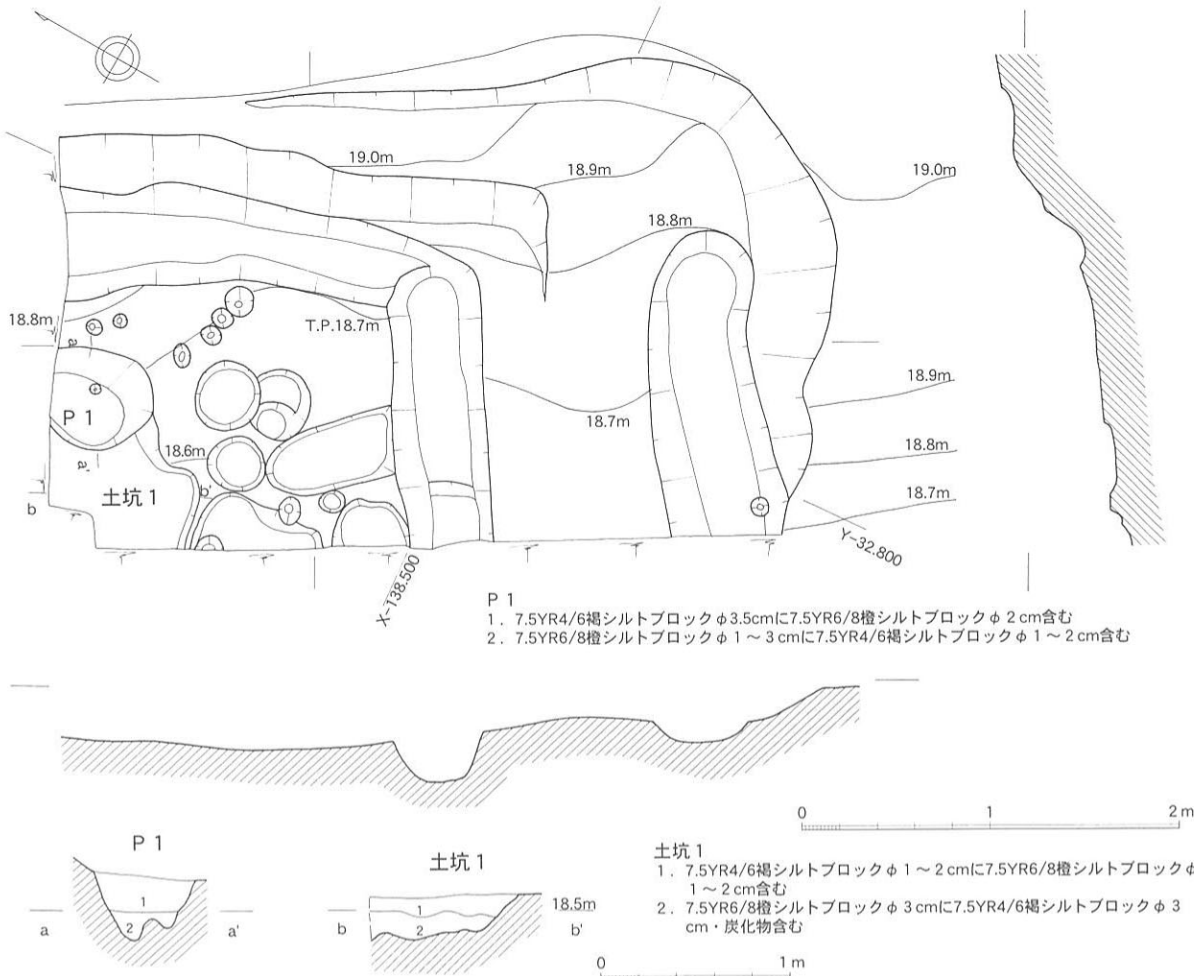 19.0m
18.9m
19.0m
18.8m
18.8m
T.P.18.7m
a
P 1
18.9m
18.7m
18.6m
a'
18.8m
土坑 1
b'
b
18.7m
Y-32.800
X-138.500
P 1
1. 7.5YR4/6褐シルトブロックφ3.5cmに7.5YR6/8橙シルトブロックφ 2 cm含む
2. 7.5YR6/8橙シルトブロックφ 1 ~ 3 cmに7.5YR4/6褐シルトブロックφ 1 ~ 2 cm含む
0 1 2 m
P 1
土坑 1
1
2
a a'
1
2
b b'
18.5m
土坑 1
1. 7.5YR4/6褐シルトブロックφ 1 ~ 2 cmに7.5YR6/8橙シルトブロックφ
1 ~ 2 cm含む
2. 7.5YR6/8橙シルトブロックφ 3 cmに7.5YR4/6褐シルトブロックφ 3
cm・炭化物含む
0 1 m